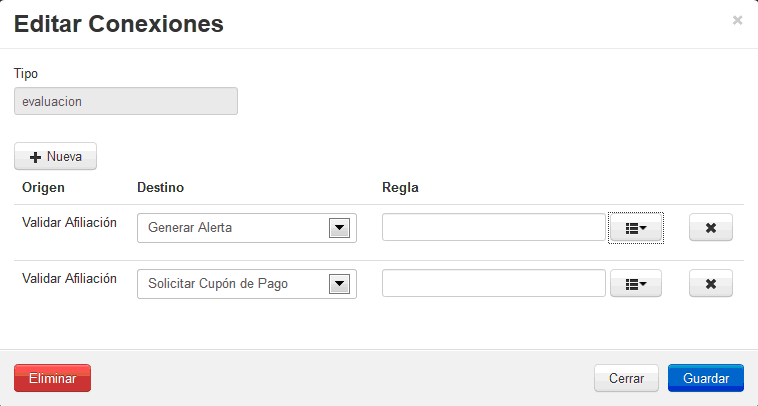 Editar Conexiones
×
Tipo
evaluacion
Nueva
Origen Destino Regla
Validar Afiliación Generar Alerta
Validar Afiliación Solicitar Cupón de Pago
Eliminar Cerrar Guardar